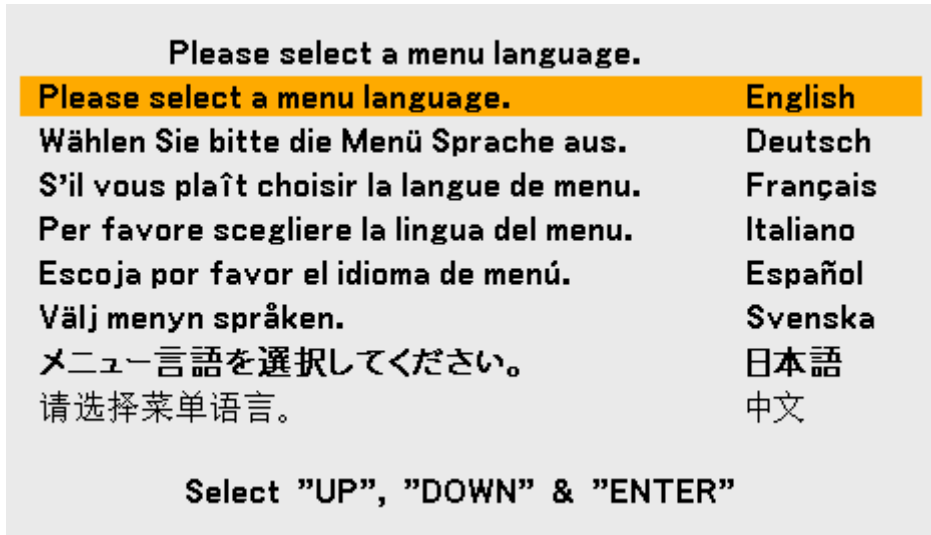 Please select a menu language.
Please select a menu language. English
Wählen Sie bitte die Menü Sprache aus. Deutsch
S’il vous plaît choisir la langue de menu. Français
Per favore scegliere la lingua del menu. Italiano
Escoja por favor el idioma de menú. Español
Välj menyn språken. Svenska
メニュー言語を選択してください。 日本語
请选择菜单语言。 中文
Select ”UP”, ”DOWN” & ”ENTER”